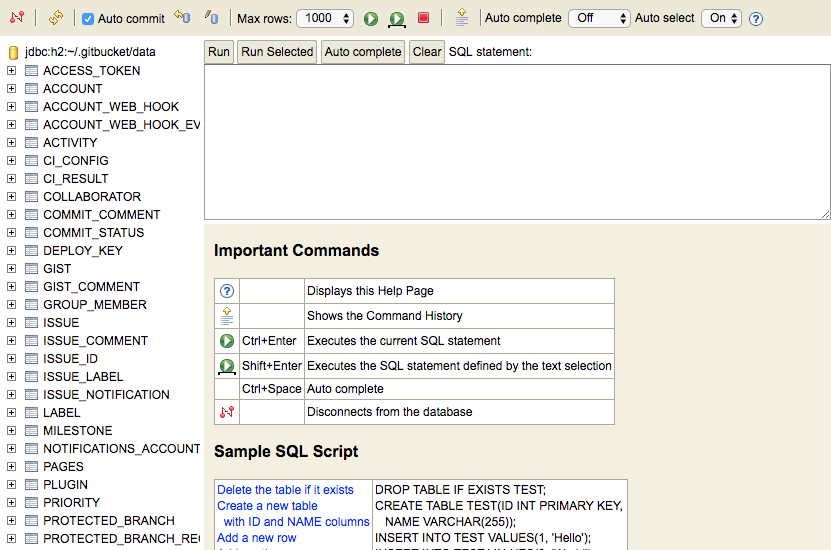 Auto commit Max rows: 1000 Auto complete Off Auto select On
jdbc:h2:~/.gitbucket/data
ACCESS_TOKEN
ACCOUNT
ACCOUNT_WEB_HOOK
ACCOUNT_WEB_HOOK_EV
ACTIVITY
CI_CONFIG
CI_RESULT
COLLABORATOR
COMMIT_COMMENT
COMMIT_STATUS
DEPLOY_KEY
GIST
GIST_COMMENT
GROUP_MEMBER
ISSUE
ISSUE_COMMENT
ISSUE_ID
ISSUE_LABEL
ISSUE_NOTIFICATION
LABEL
MILESTONE
NOTIFICATIONS_ACCOUNT
PAGES
PLUGIN
PRIORITY
PROTECTED_BRANCH
PROTECTED_BRANCH_REC
Run Run Selected Auto complete Clear SQL statement:
Important Commands
Displays this Help Page
Shows the Command History
Ctrl+Enter Executes the current SQL statement
Shift+Enter Executes the SQL statement defined by the text selection
Ctrl+Space Auto complete
Disconnects from the database
Sample SQL Script
Delete the table if it exists DROP TABLE IF EXISTS TEST;
Create a new table CREATE TABLE TEST(ID INT PRIMARY KEY,
with ID and NAME columns NAME VARCHAR(255));
Add a new row INSERT INTO TEST VALUES(1, 'Hello');